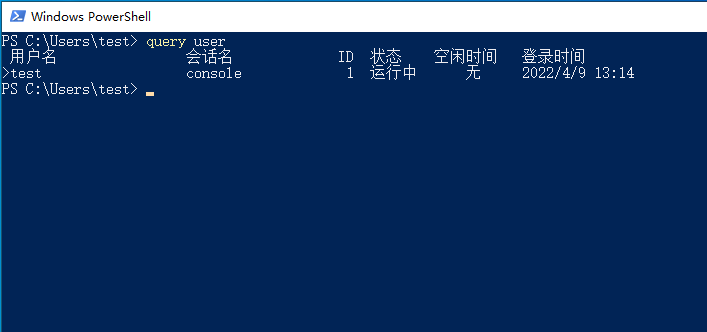 Windows PowerShell
PS C:\Users\test> query user
用户名 会话名 ID 状态 空闲时间 登录时间
>test console 1 运行中 无 2022/4/9 13:14
PS C:\Users\test>